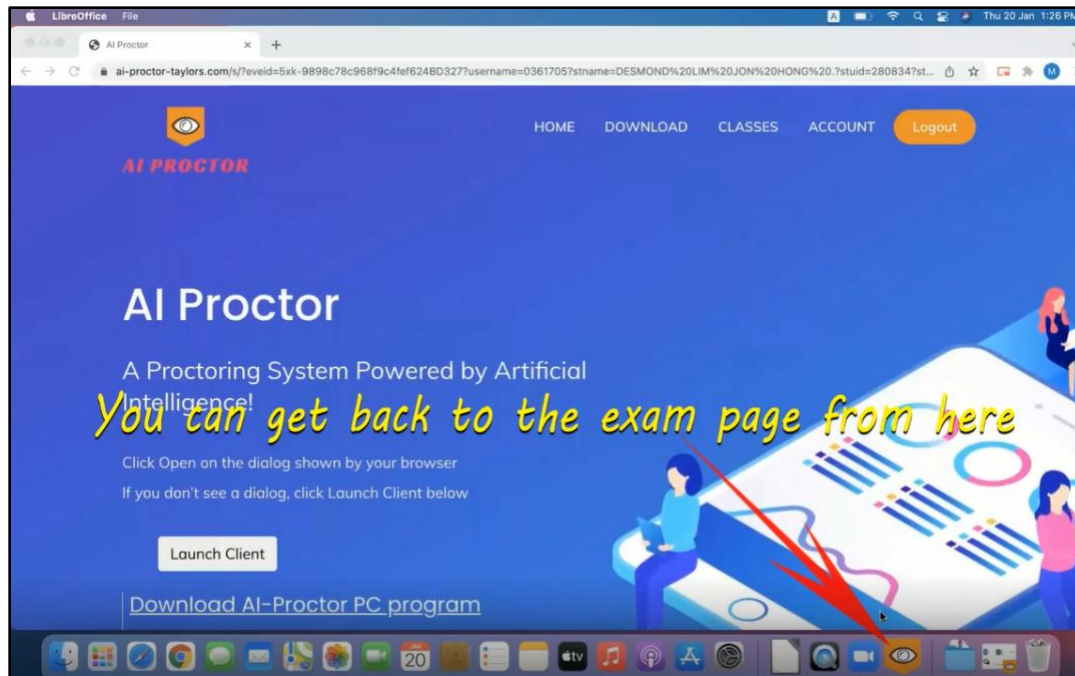 LibreOffice File
A Thu 20 Jan 1:26 PM
AI Proctor
ai-proctor-taylors.com/s/?eveid=5xk-9898c78c968f9c4fef624BD327?username=0361705?stname=DESMOND%20LIM%20JON%20HONG%20.?stuid=280834?st...
M
HOME DOWNLOAD CLASSES ACCOUNT Logout
AI PROCTOR
AI Proctor
A Proctoring System Powered by Artificial
Intelligence!
You can get back to the exam page from here
Click Open on the dialog shown by your browser
If you don't see a dialog, click Launch Client below
Launch Client
Download AI-Proctor PC program
JAN
20
tv